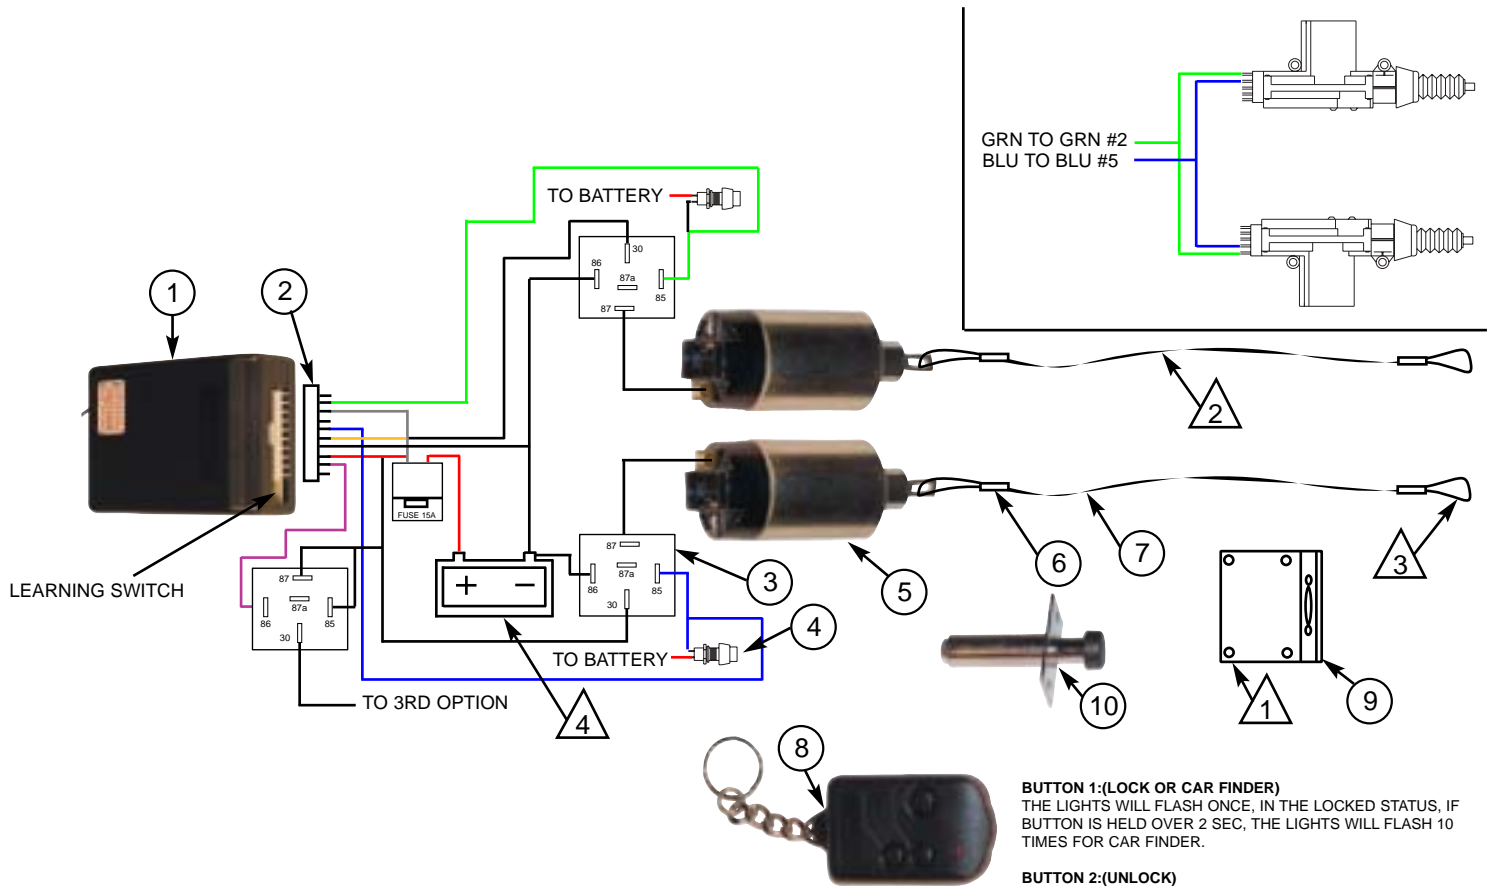 GRN TO GRN #2
BLU TO BLU #5
TO BATTERY
30
86
87a
85
87
1
2
2
FUSE 15A
LEARNING SWITCH
87
87a
86
85
30
+ −
87
87a
86
85
30
3
5
6
7
3
4
TO BATTERY
4
TO 3RD OPTION
10
1
9
8
BUTTON 1:(LOCK OR CAR FINDER)
THE LIGHTS WILL FLASH ONCE, IN THE LOCKED STATUS, IF
BUTTON IS HELD OVER 2 SEC, THE LIGHTS WILL FLASH 10
TIMES FOR CAR FINDER.
BUTTON 2:(UNLOCK)